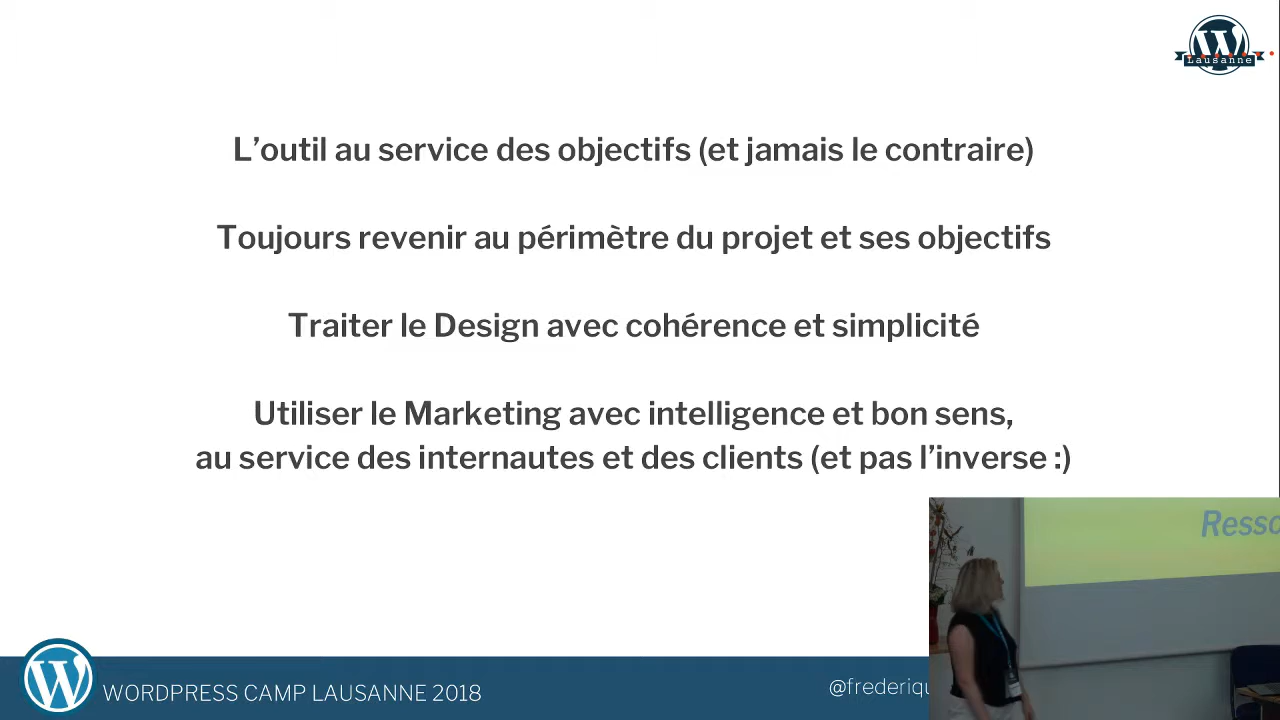 Lausanne
L’outil au service des objectifs (et jamais le contraire)
Toujours revenir au périmètre du projet et ses objectifs
Traiter le Design avec cohérence et simplicité
Utiliser le Marketing avec intelligence et bon sens,
au service des internautes et des clients (et pas l’inverse :)
WORDPRESS CAMP LAUSANNE 2018